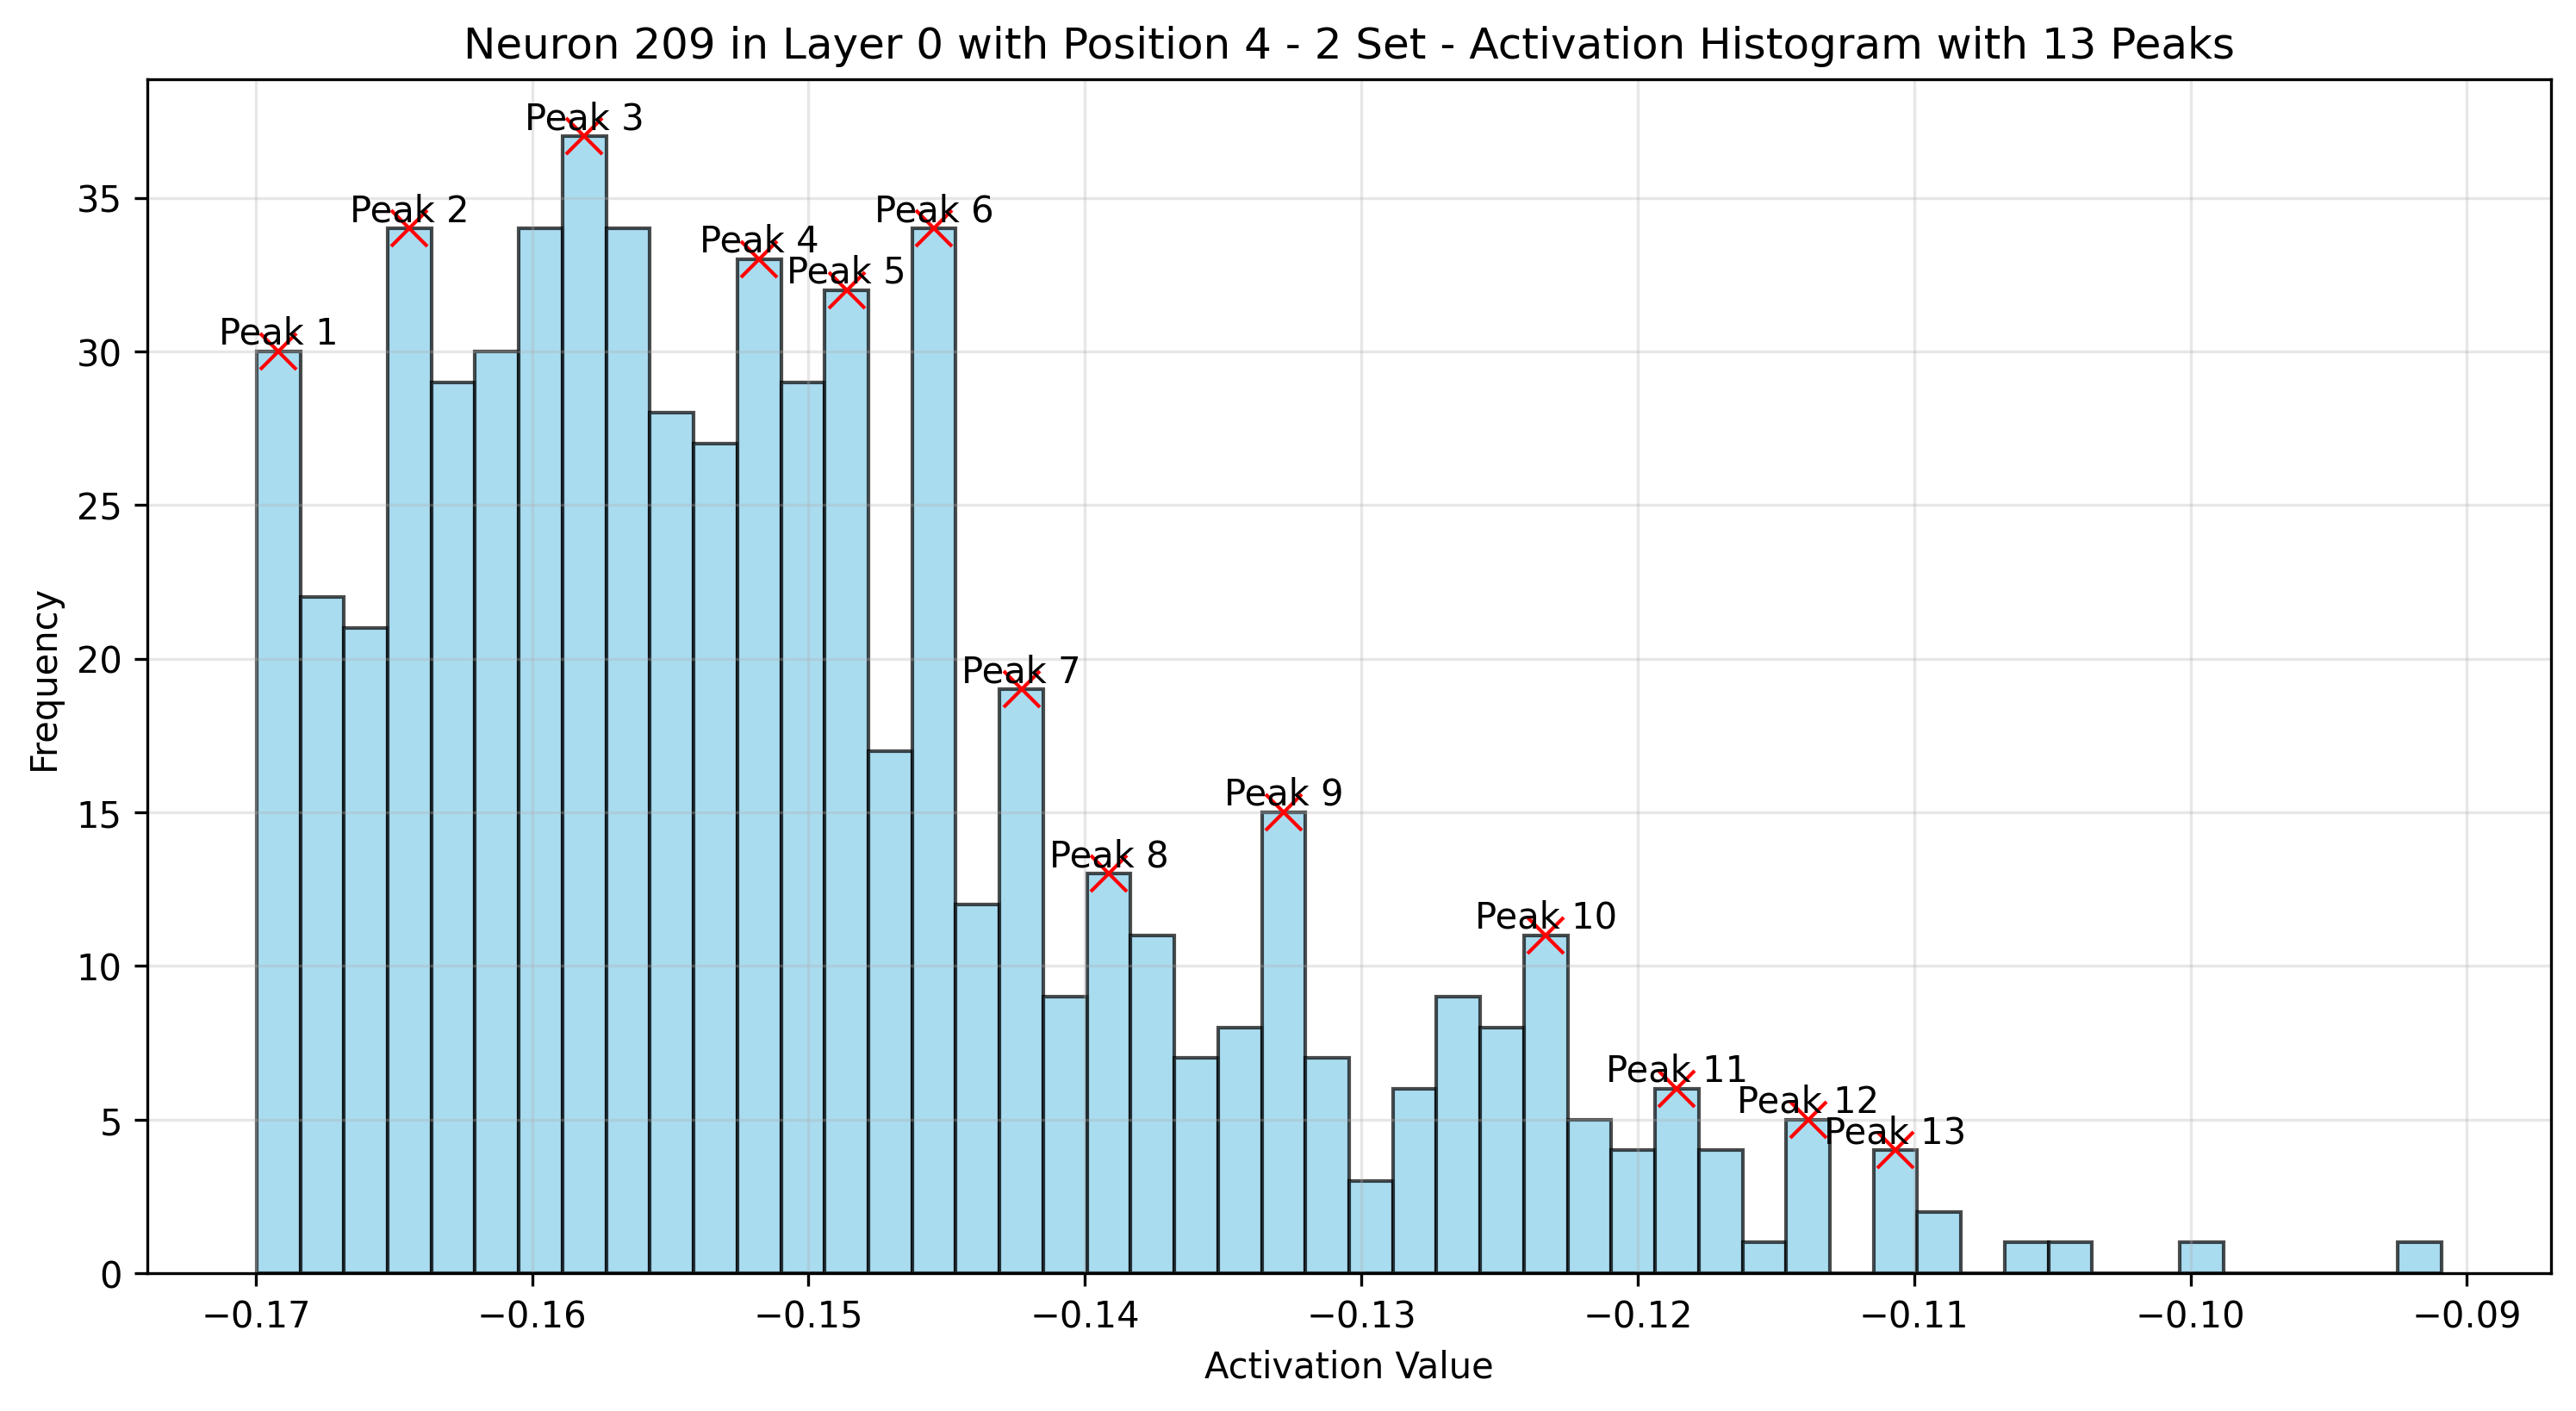 Neuron 209 in Layer 0 with Position 4 - 2 Set - Activation Histogram with 13 Peaks
Peak 3
Peak 2
Peak 6
Peak 4
Peak 5
Peak 1
Peak 7
Peak 9
Peak 8
Peak 10
Peak 11
Peak 12
Peak 13
35
30
25
20
15
10
5
0
Frequency
−0.17 −0.16 −0.15 −0.14 −0.13 −0.12 −0.11 −0.10 −0.09
Activation Value